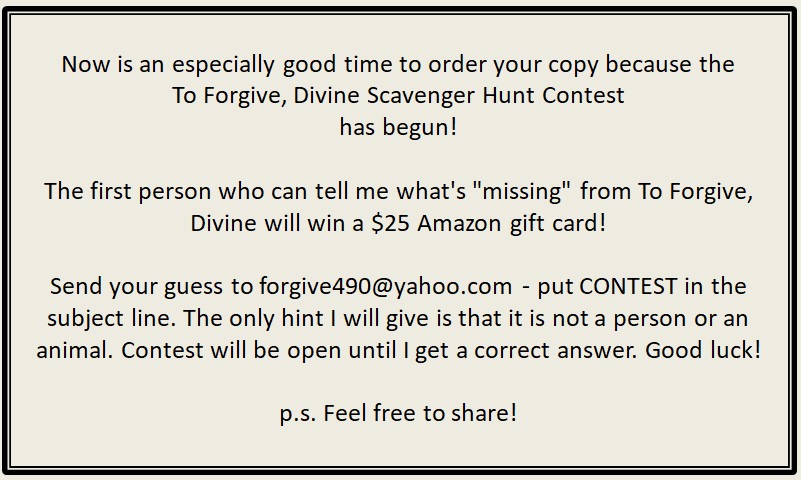 Now is an especially good time to order your copy because the
To Forgive, Divine Scavenger Hunt Contest
has begun!
The first person who can tell me what's "missing" from To Forgive,
Divine will win a $25 Amazon gift card!
Send your guess to forgive490@yahoo.com - put CONTEST in the
subject line. The only hint I will give is that it is not a person or an
animal. Contest will be open until I get a correct answer. Good luck!
p.s. Feel free to share!